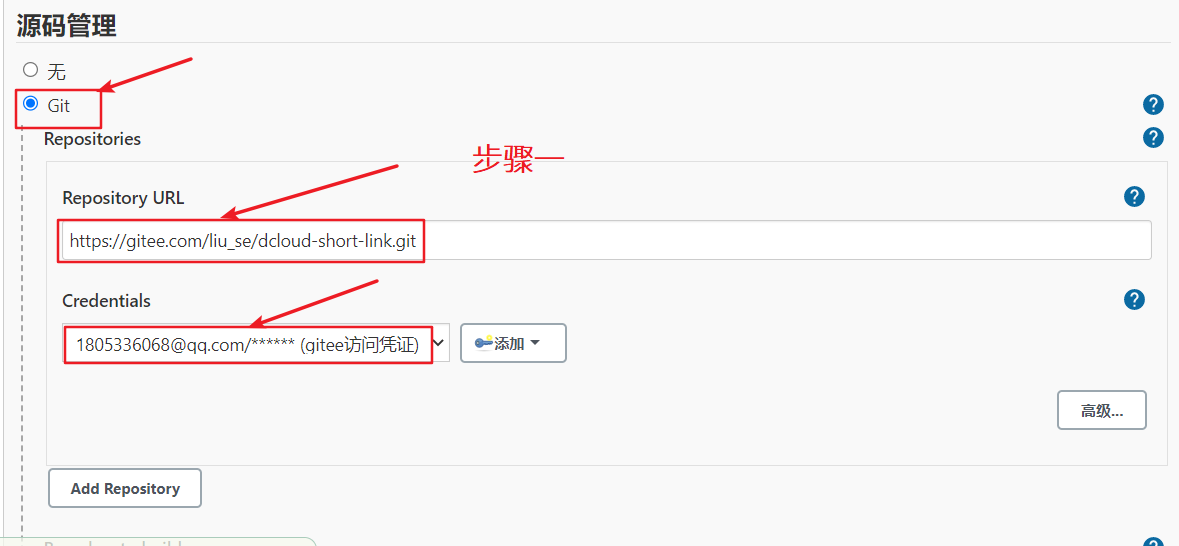 源码管理
无
Git
Repositories
步骤一
Repository URL
https://gitee.com/liu_se/dcloud-short-link.git
Credentials
1805336068@qq.com/****** (gitee访问凭证)
添加
高级...
Add Repository